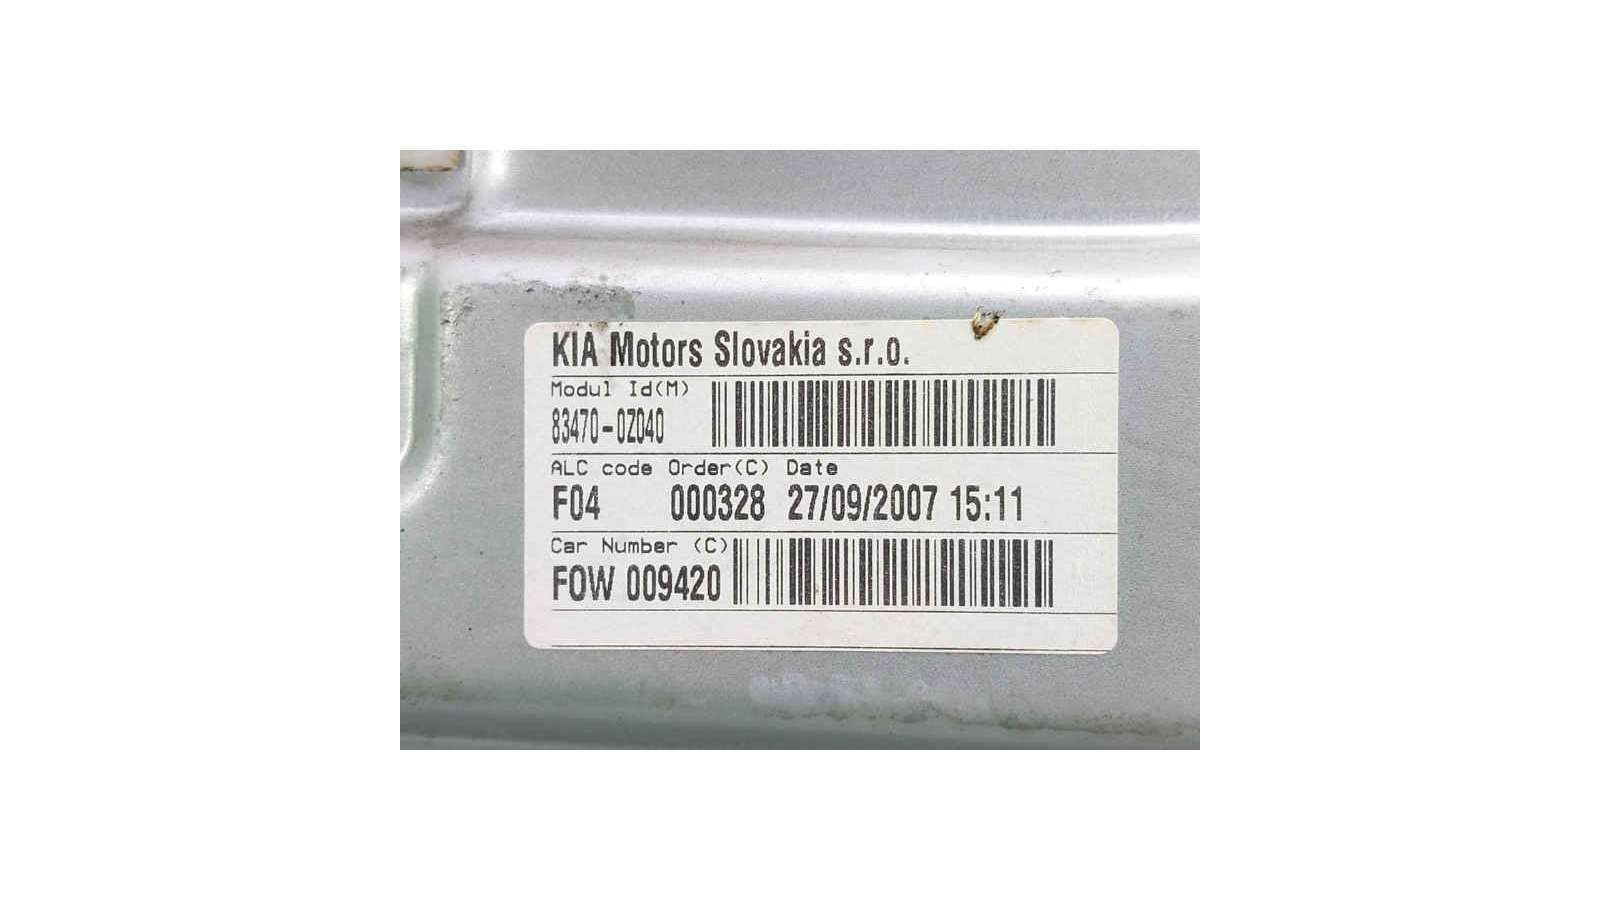 KIA Motors Slovakia s.r.o.
Modul Id(M)
83470-0Z040
ALC code Order(C) Date
F04 000328 27/09/2007 15:11
Car Number (C)
FOW 009420